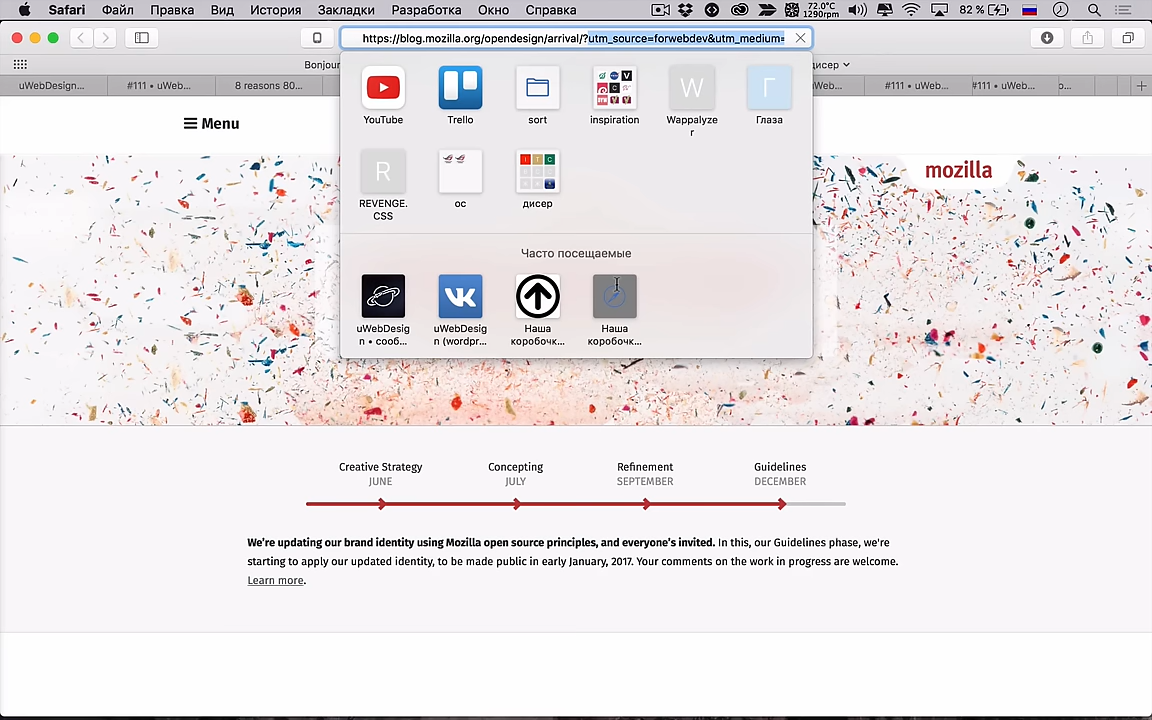 Safari Файл Правка Вид История Закладки Разработка Окно Справка 72.0°C 1290rpm 82 %
https://blog.mozilla.org/opendesign/arrival/?utm_source=forwebdev&utm_medium=
Bonjour
дисер
uWebDesign... #111 • uWeb... 8 reasons 80... Web... #111 • uWeb... #111 • uWe... b...
YouTube Trello sort inspiration Wappalyzer Глаза
REVENGE.CSS ос дисер
Часто посещаемые
uWebDesign • сооб... uWebDesign (wordpr... Наша коробочк... Наша коробочк...
Menu
mozilla
Creative Strategy Concepting Refinement Guidelines
JUNE JULY SEPTEMBER DECEMBER
We're updating our brand identity using Mozilla open source principles, and everyone's invited. In this, our Guidelines phase, we're
starting to apply our updated identity, to be made public in early January, 2017. Your comments on the work in progress are welcome.
Learn more.